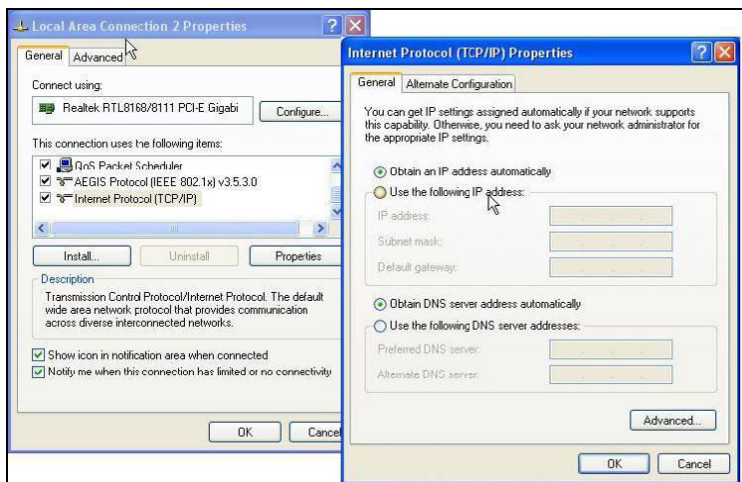 Local Area Connection 2 Properties
General
Advanced
Connect using:
Realtek RTL8168/8111 PCI-E Gigabi
Configure...
This connection uses the following items:
QoS Packet Scheduler
AEGIS Protocol (IEEE 802.1x) v3.5.3.0
Internet Protocol (TCP/IP)
Install...
Uninstall
Properties
Description
Transmission Control Protocol/Internet Protocol. The default
wide area network protocol that provides communication
across diverse interconnected networks.
Show icon in notification area when connected
Notify me when this connection has limited or no connectivity
OK
Cancel
Internet Protocol (TCP/IP) Properties
General
Alternate Configuration
You can get IP settings assigned automatically if your network supports
this capability. Otherwise, you need to ask your network administrator for
the appropriate IP settings.
Obtain an IP address automatically
Use the following IP address:
IP address:
Subnet mask:
Default gateway:
Obtain DNS server address automatically
Use the following DNS server addresses:
Preferred DNS server:
Alternate DNS server:
Advanced...
OK
Cancel